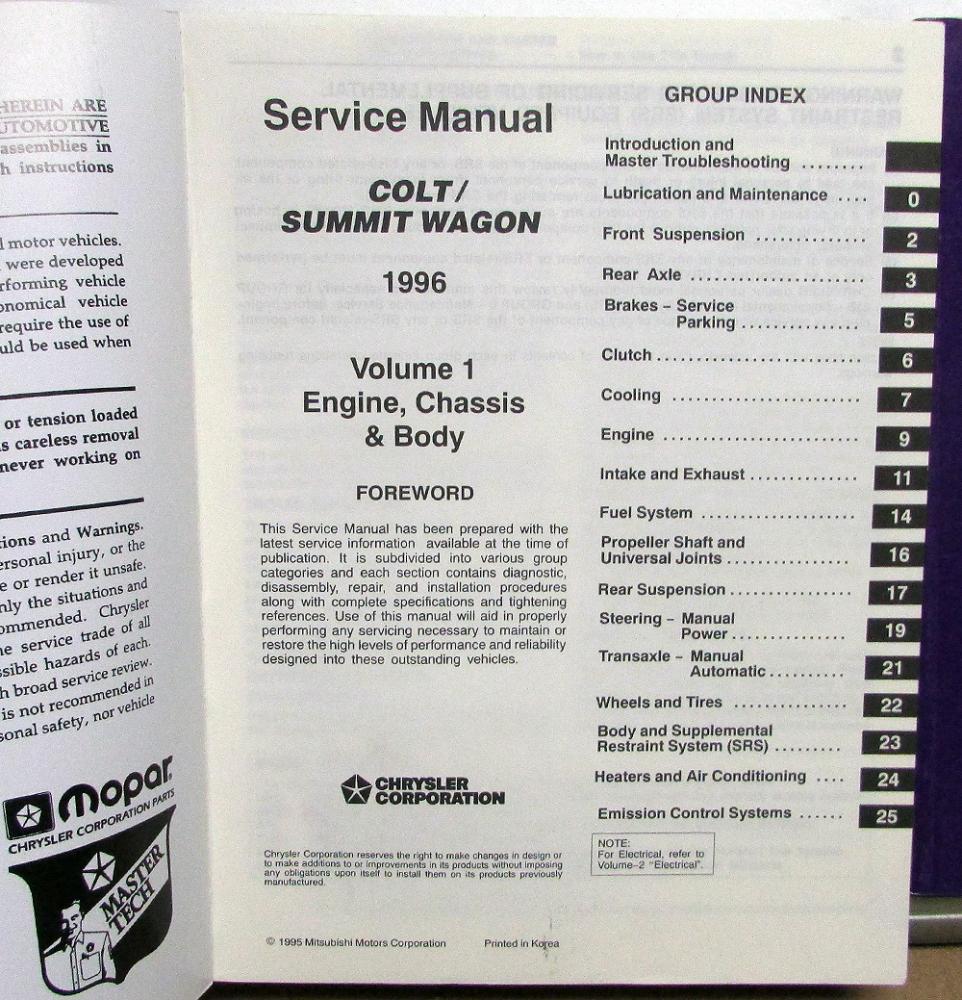 HEREIN ARE
UTOMOTIVE
assemblies in
h instructions
l motor vehicles.
were developed
rforming vehicle
onomical vehicle
require the use of
uld be used when
or tension loaded
s careless removal
never working on
ions and Warnings.
ersonal injury, or the
e or render it unsafe.
nly the situations and
ommended. Chrysler
he service trade of all
ssible hazards of each.
h broad service review.
is not recommended in
sonal safety, nor vehicle
Mopar
CHRYSLER CORPORATION PARTS
MASTER
TECH
Service Manual
COLT/
SUMMIT WAGON
1996
Volume 1
Engine, Chassis
& Body
FOREWORD
This Service Manual has been prepared with the
latest service information available at the time of
publication. It is subdivided into various group
categories and each section contains diagnostic,
disassembly, repair, and installation procedures
along with complete specifications and tightening
references. Use of this manual will aid in properly
performing any servicing necessary to maintain or
restore the high levels of performance and reliability
designed into these outstanding vehicles.
CHRYSLER
CORPORATION
Chrysler Corporation reserves the right to make changes in design or
to make additions to or improvements in its products without imposing
any obligations upon itself to install them on its products previously
manufactured.
© 1995 Mitsubishi Motors Corporation Printed in Korea
GROUP INDEX
Introduction and
Master Troubleshooting ........
Lubrication and Maintenance .... 0
Front Suspension ............. 2
Rear Axle ..................... 3
Brakes – Service
Parking ............... 5
Clutch ......................... 6
Cooling ........................ 7
Engine ......................... 9
Intake and Exhaust .............. 11
Fuel System .................... 14
Propeller Shaft and
Universal Joints ................ 16
Rear Suspension ................ 17
Steering – Manual
Power .............. 19
Transaxle – Manual
Automatic .......... 21
Wheels and Tires ............... 22
Body and Supplemental
Restraint System (SRS) ......... 23
Heaters and Air Conditioning .... 24
Emission Control Systems ...... 25
NOTE:
For Electrical, refer to
Volume–2 "Electrical".